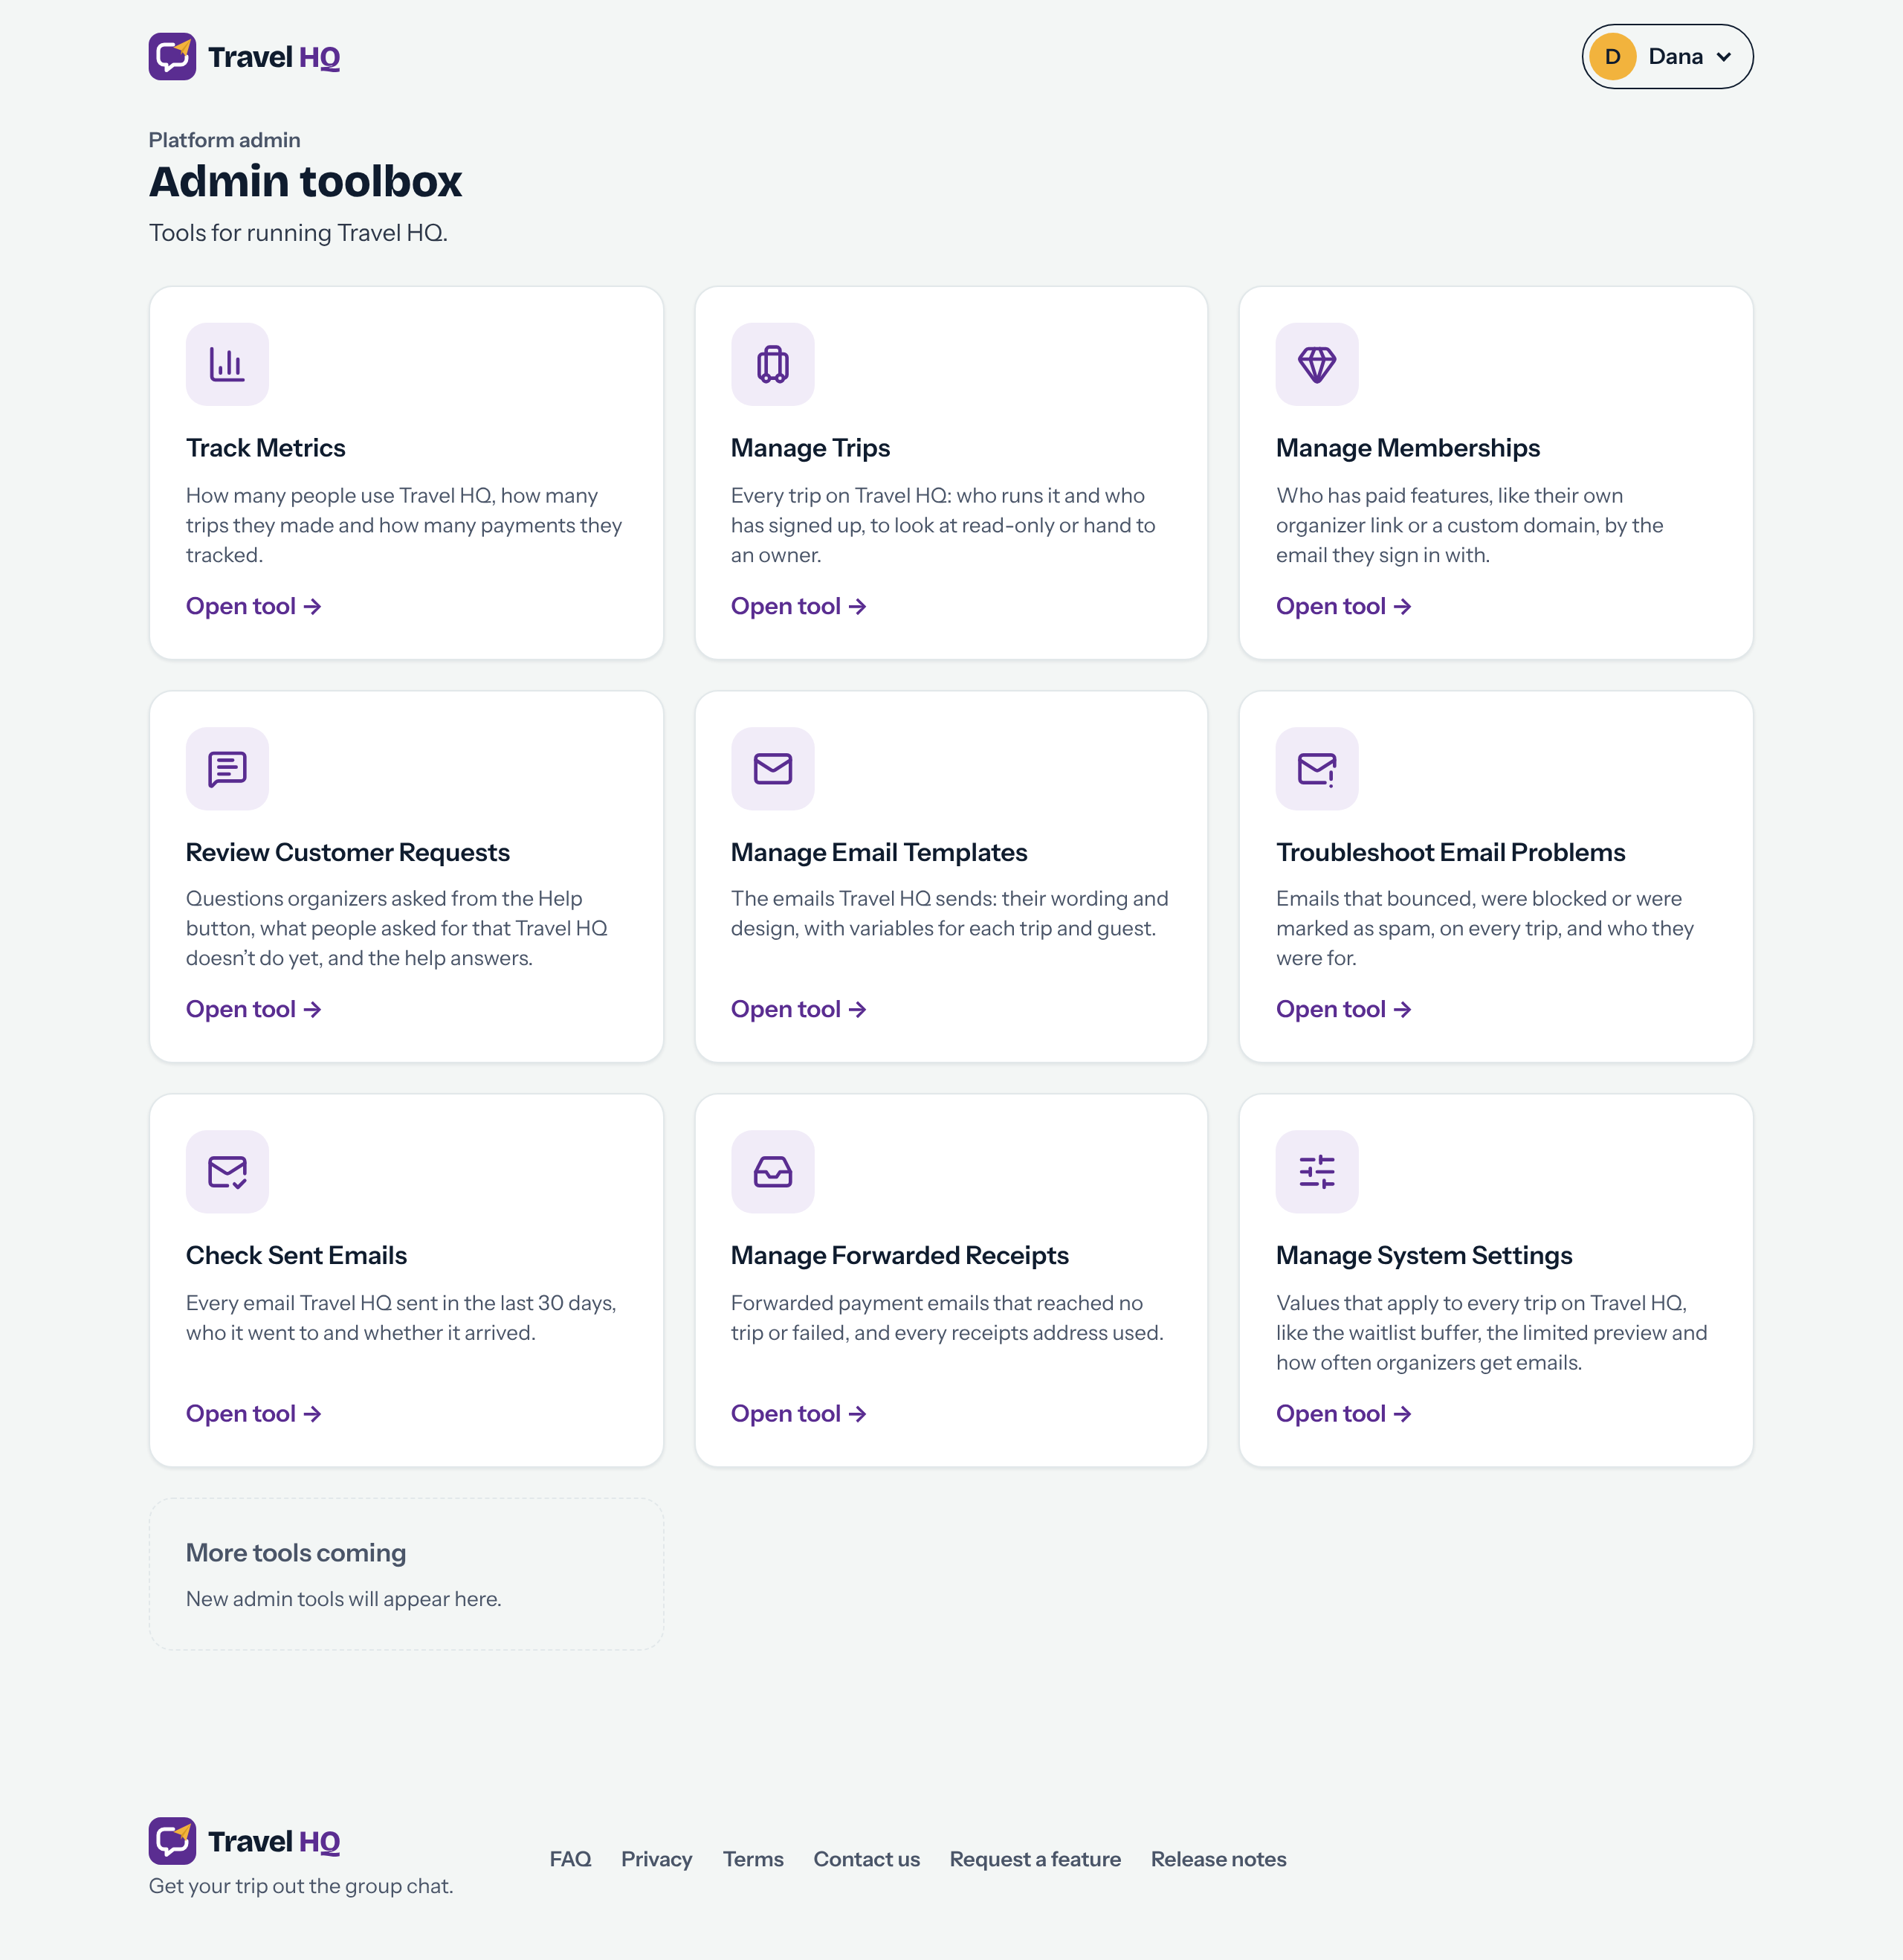 Travel HQ
D Dana
Platform admin
Admin toolbox
Tools for running Travel HQ.
Track Metrics
How many people use Travel HQ, how many
trips they made and how many payments they
tracked.
Open tool →
Manage Trips
Every trip on Travel HQ: who runs it and who
has signed up, to look at read-only or hand to
an owner.
Open tool →
Manage Memberships
Who has paid features, like their own
organizer link or a custom domain, by the
email they sign in with.
Open tool →
Review Customer Requests
Questions organizers asked from the Help
button, what people asked for that Travel HQ
doesn’t do yet, and the help answers.
Open tool →
Manage Email Templates
The emails Travel HQ sends: their wording and
design, with variables for each trip and guest.
Open tool →
Troubleshoot Email Problems
Emails that bounced, were blocked or were
marked as spam, on every trip, and who they
were for.
Open tool →
Check Sent Emails
Every email Travel HQ sent in the last 30 days,
who it went to and whether it arrived.
Open tool →
Manage Forwarded Receipts
Forwarded payment emails that reached no
trip or failed, and every receipts address used.
Open tool →
Manage System Settings
Values that apply to every trip on Travel HQ,
like the waitlist buffer, the limited preview and
how often organizers get emails.
Open tool →
More tools coming
New admin tools will appear here.
Travel HQ
Get your trip out the group chat.
FAQ Privacy Terms Contact us Request a feature Release notes